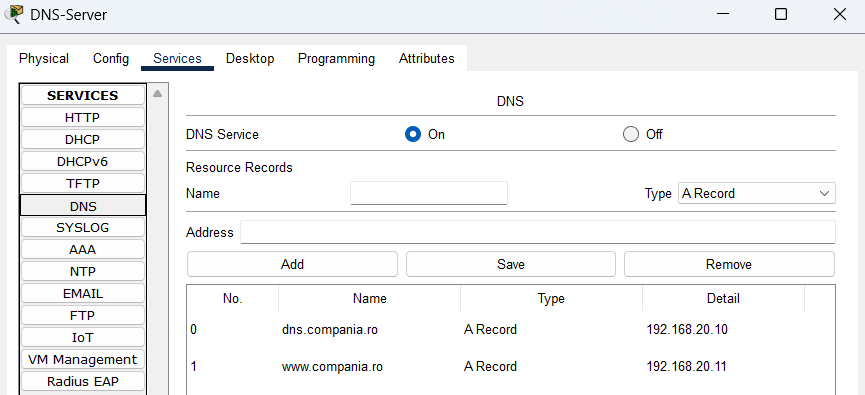 DNS-Server
Physical Config Services Desktop Programming Attributes
SERVICES
HTTP
DHCP
DHCPv6
TFTP
DNS
SYSLOG
AAA
NTP
EMAIL
FTP
IoT
VM Management
Radius EAP
DNS
DNS Service On Off
Resource Records
Name Type A Record
Address
Add Save Remove
No. Name Type Detail
0 dns.compania.ro A Record 192.168.20.10
1 www.compania.ro A Record 192.168.20.11